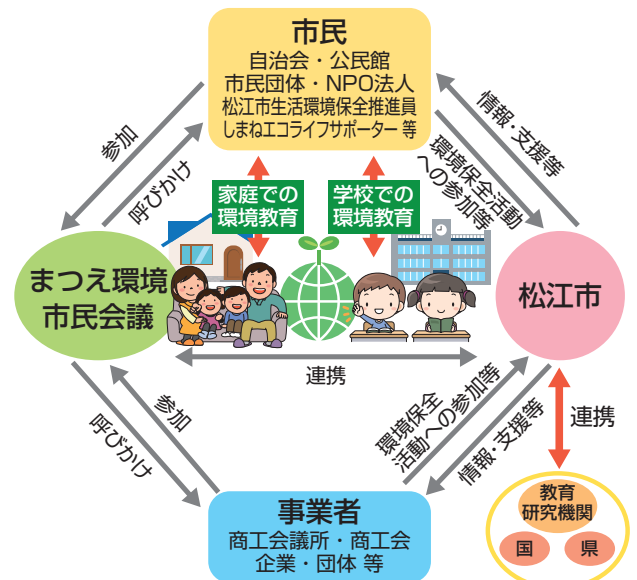 市民
自治会・公民館
市民団体・NPO法人
松江市生活環境保全推進員
しまねエコライフサポーター 等
参加
呼びかけ
情報・支援等
環境保全活動
への参加等
家庭での
環境教育
学校での
環境教育
まつえ環境
市民会議
松江市
連携
呼びかけ
参加
環境保全
活動への参加等
情報・支援等
連携
事業者
商工会議所・商工会
企業・団体 等
教育
研究機関
国
県